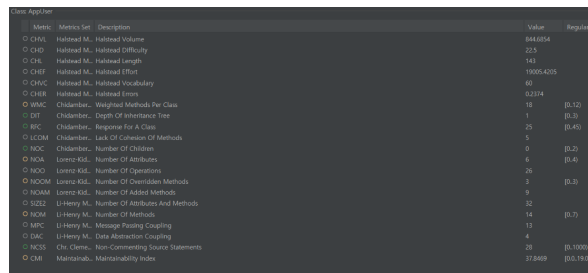 Class: AppUser
Metric Metrics Set Description Value Regular
CHVL Halstead M... Halstead Volume 844.6854
CHD Halstead M... Halstead Difficulty 22.5
CHL Halstead M... Halstead Length 143
CHEF Halstead M... Halstead Effort 19005.4205
CHVC Halstead M... Halstead Vocabulary 60
CHER Halstead M... Halstead Errors 0.2374
WMC Chidamber... Weighted Methods Per Class 18 [0..12)
DIT Chidamber... Depth Of Inheritance Tree 1 [0..3)
RFC Chidamber... Response For A Class 25 [0..45)
LCOM Chidamber... Lack Of Cohesion Of Methods 5
NOC Chidamber... Number Of Children 0 [0..2)
NOA Lorenz-Kid... Number Of Attributes 6 [0..4)
NOO Lorenz-Kid... Number Of Operations 26
NOOM Lorenz-Kid... Number Of Overridden Methods 3 [0..3)
NOAM Lorenz-Kid... Number Of Added Methods 9
SIZE2 Li-Henry M... Number Of Attributes And Methods 32
NOM Li-Henry M... Number Of Methods 14 [0..7)
MPC Li-Henry M... Message Passing Coupling 13
DAC Li-Henry M... Data Abstraction Coupling 4
NCSS Chr. Cleme... Non-Commenting Source Statements 28 [0..1000)
CMI Maintainab... Maintainability Index 37.8469 [0.0..19.0